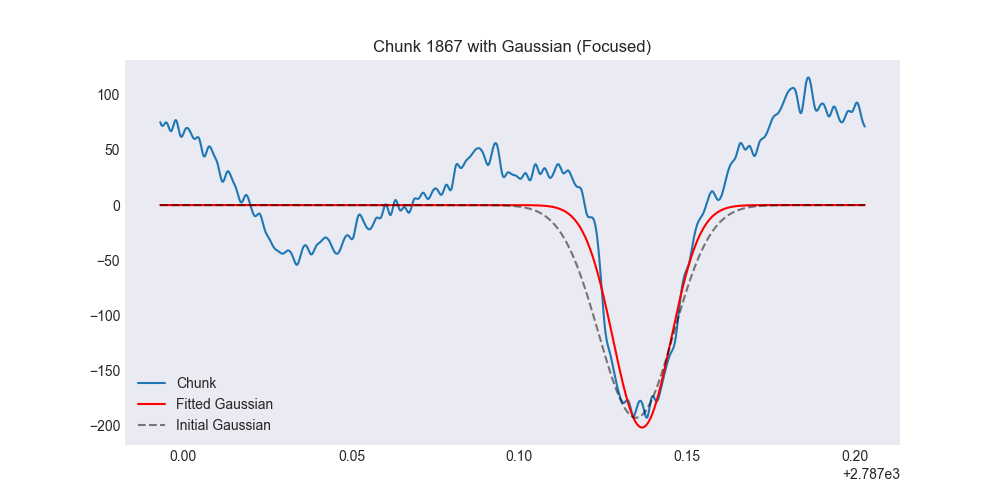 Chunk 1867 with Gaussian (Focused)
100
50
0
−50
−100
−150
−200
Chunk
Fitted Gaussian
Initial Gaussian
0.00 0.05 0.10 0.15 0.20
+2.787e3